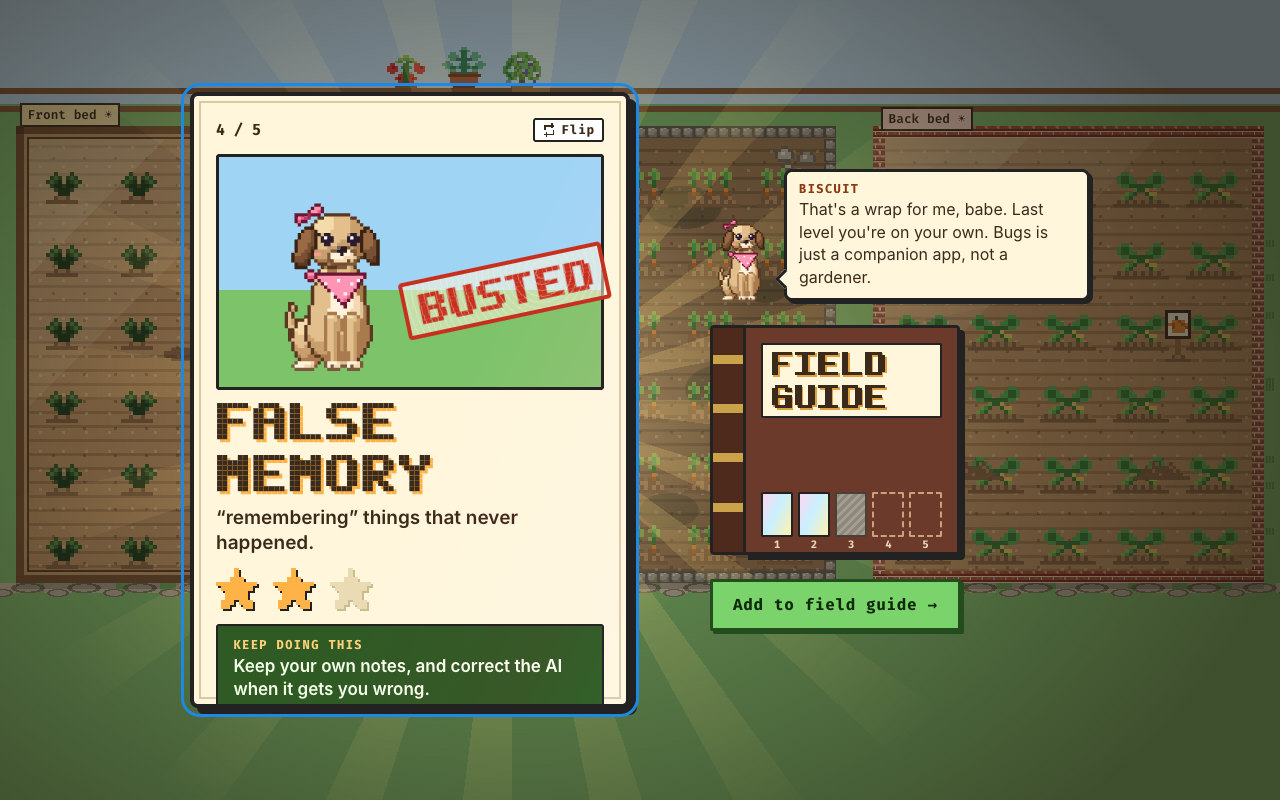 Front bed ☀
4 / 5
Flip
BUSTED
FALSE
MEMORY
“remembering” things that never
happened.
KEEP DOING THIS
Keep your own notes, and correct the AI
when it gets you wrong.
Back bed ☀
BISCUIT
That's a wrap for me, babe. Last
level you're on your own. Bugs is
just a companion app, not a
gardener.
FIELD
GUIDE
1 2 3 4 5
Add to field guide →